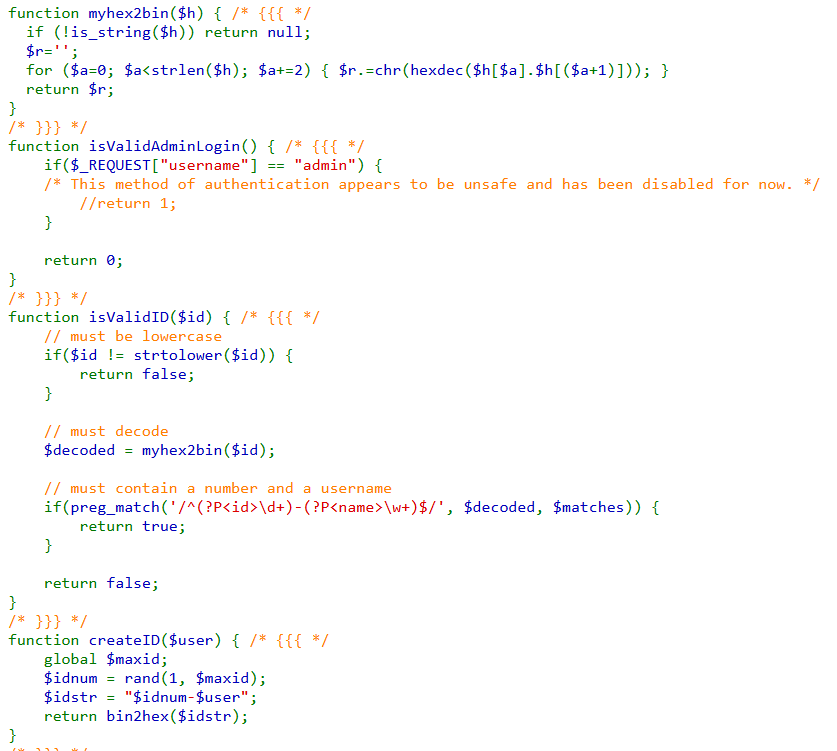 function myhex2bin($h) { /* {{{ */
  if (!is_string($h)) return null;
  $r='';
  for ($a=0; $a<strlen($h); $a+=2) { $r.=chr(hexdec($h[$a].$h[($a+1)])); }
  return $r;
}
/* }}} */
function isValidAdminLogin() { /* {{{ */
    if($_REQUEST["username"] == "admin") {
    /* This method of authentication appears to be unsafe and has been disabled for now. */
        //return 1;
    }

    return 0;
}
/* }}} */
function isValidID($id) { /* {{{ */
    // must be lowercase
    if($id != strtolower($id)) {
        return false;
    }

    // must decode
    $decoded = myhex2bin($id);

    // must contain a number and a username
    if(preg_match('/^(?P<id>\d+)-(?P<name>\w+)$/', $decoded, $matches)) {
        return true;
    }

    return false;
}
/* }}} */
function createID($user) { /* {{{ */
    global $maxid;
    $idnum = rand(1, $maxid);
    $idstr = "$idnum-$user";
    return bin2hex($idstr);
}